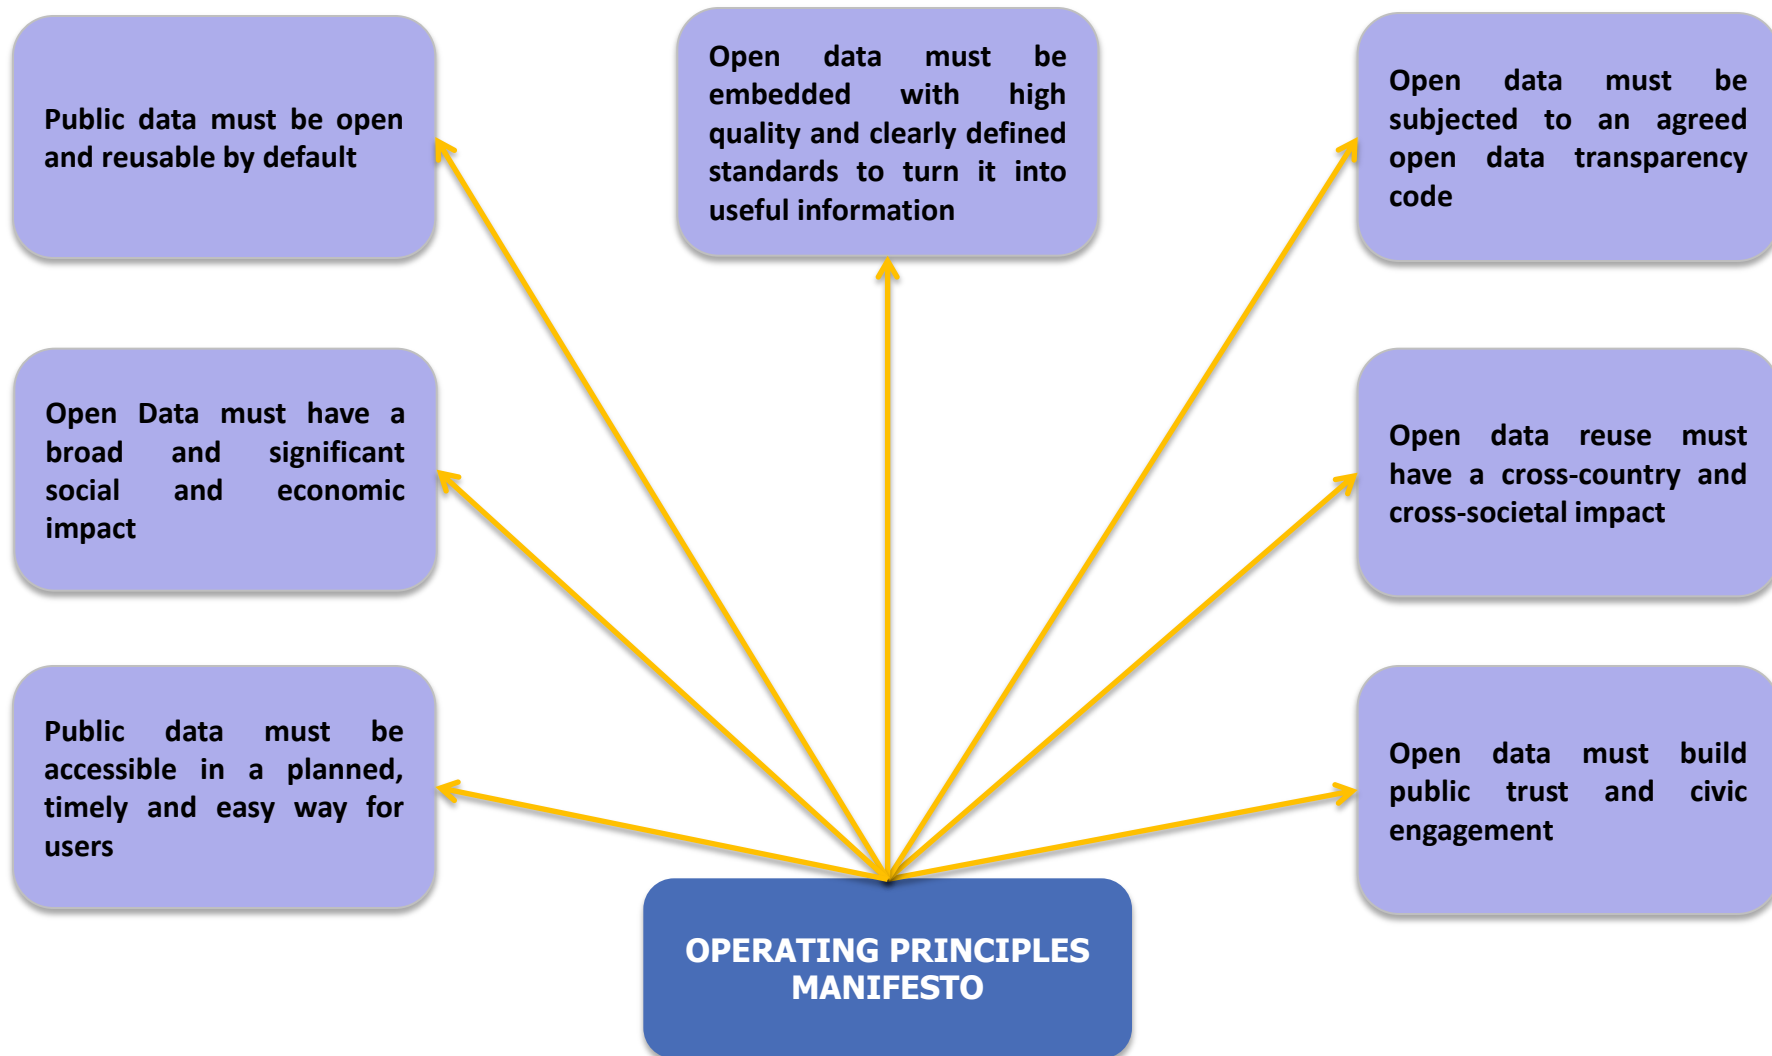 Public data must be open
and reusable by default
Open data must be
embedded with high
quality and clearly defined
standards to turn it into
useful information
Open data must be
subjected to an agreed
open data transparency
code
Open Data must have a
broad and significant
social and economic
impact
Open data reuse must
have a cross-country and
cross-societal impact
Public data must be
accessible in a planned,
timely and easy way for
users
Open data must build
public trust and civic
engagement
OPERATING PRINCIPLES
MANIFESTO